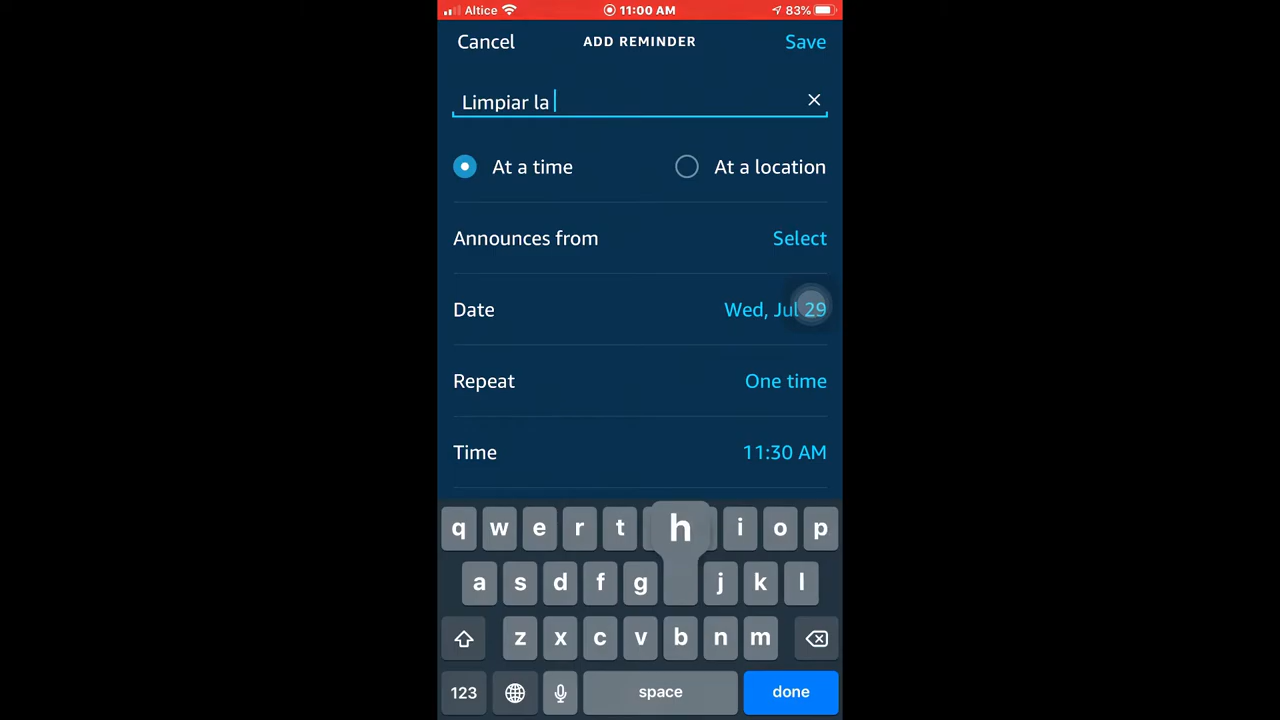 Altice 11:00 AM 83%
Cancel ADD REMINDER Save
Limpiar la
At a time At a location
Announces from Select
Date Wed, Jul 29
Repeat One time
Time 11:30 AM
q w e r t h i o p
a s d f g j k l
z x c v b n m
123 space done